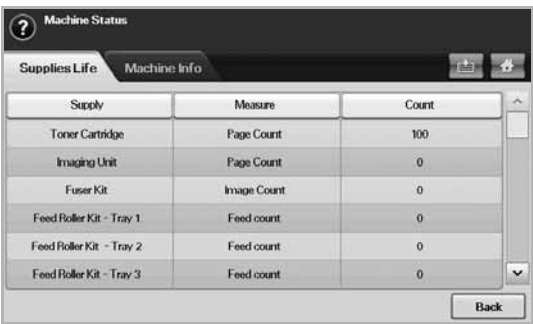 ?
Machine Status
Supplies Life Machine Info
Supply Measure Count
Toner Cartridge Page Count 100
Imaging Unit Page Count 0
Fuser Kit Image Count 0
Feed Roller Kit - Tray 1 Feed count 0
Feed Roller Kit - Tray 2 Feed count 0
Feed Roller Kit - Tray 3 Feed count 0
Back